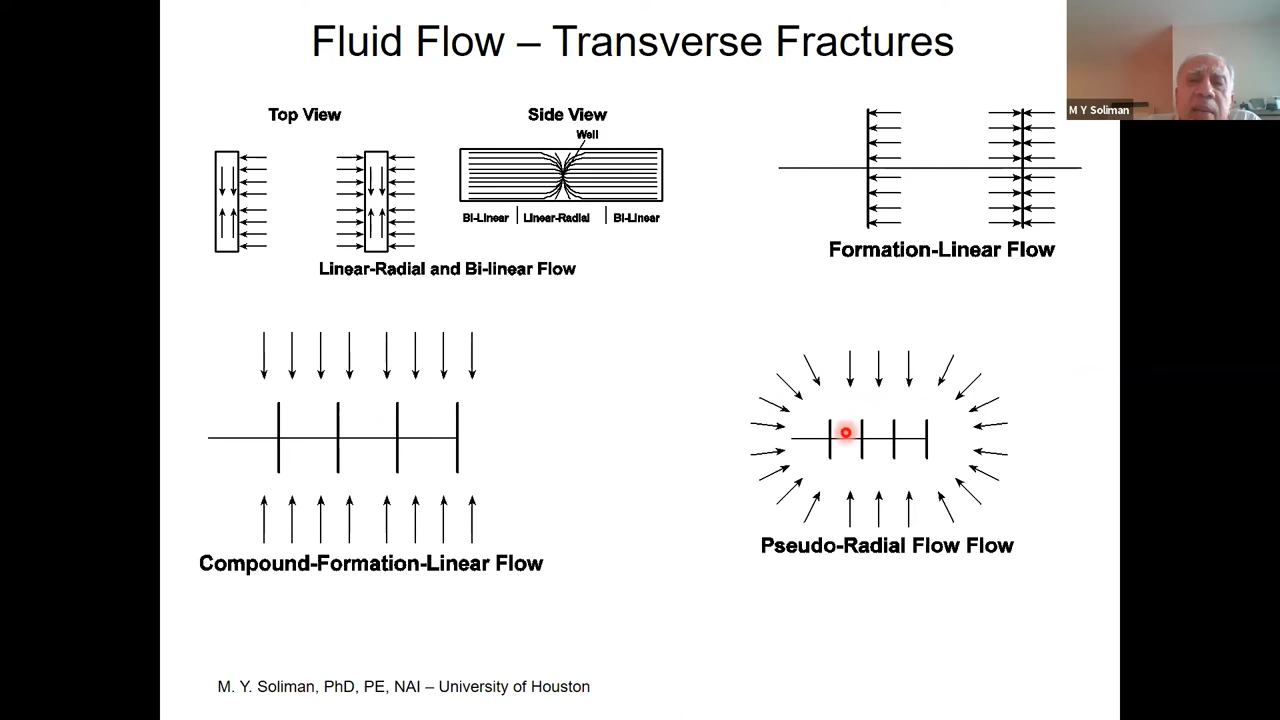 Fluid Flow – Transverse Fractures
M Y Soliman
Top View
Side View
Well
Bi-Linear
Linear-Radial
Bi-Linear
Linear-Radial and Bi-linear Flow
Formation-Linear Flow
Compound-Formation-Linear Flow
Pseudo-Radial Flow Flow
M. Y. Soliman, PhD, PE, NAI – University of Houston